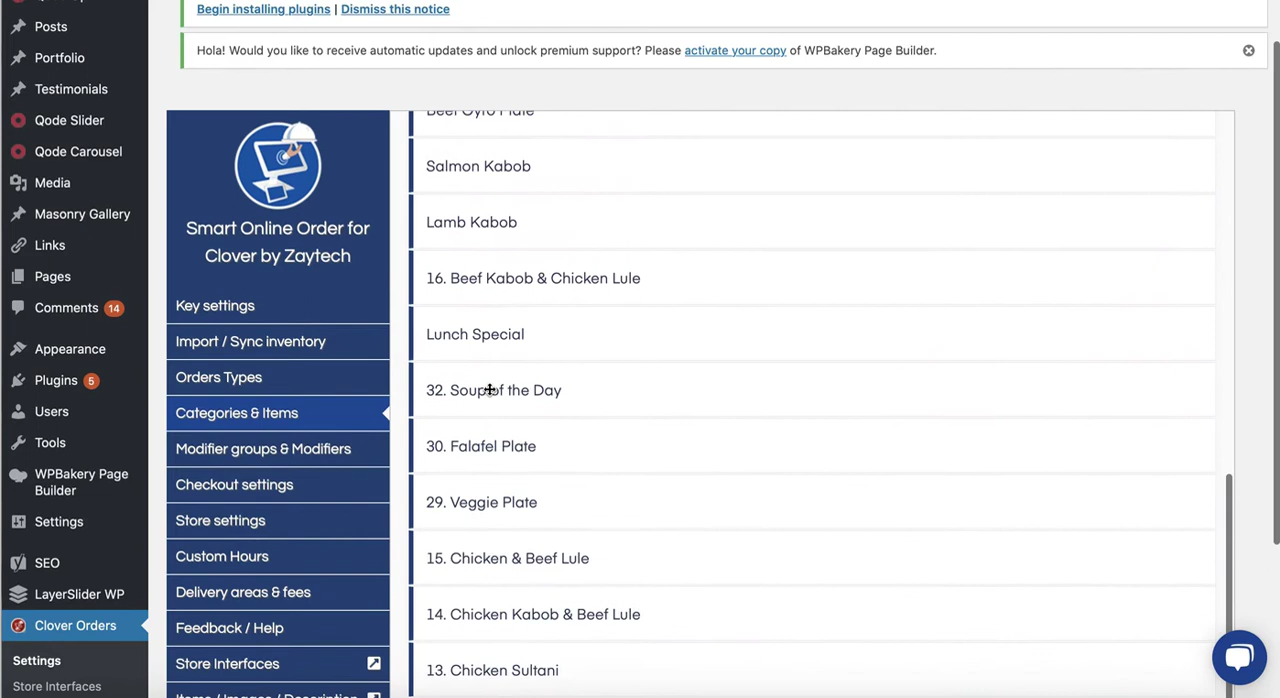 Begin installing plugins | Dismiss this notice
Hola! Would you like to receive automatic updates and unlock premium support? Please activate your copy of WPBakery Page Builder.
Posts
Portfolio
Testimonials
Qode Slider
Qode Carousel
Media
Masonry Gallery
Links
Pages
Comments 14
Appearance
Plugins 5
Users
Tools
WPBakery Page
Builder
Settings
SEO
LayerSlider WP
Clover Orders
Settings
Store Interfaces
Smart Online Order for
Clover by Zaytech
Key settings
Import / Sync inventory
Orders Types
Categories & Items
Modifier groups & Modifiers
Checkout settings
Store settings
Custom Hours
Delivery areas & fees
Feedback / Help
Store Interfaces
Items / Images / Description
Beef Gyro Plate
Salmon Kabob
Lamb Kabob
16. Beef Kabob & Chicken Lule
Lunch Special
32. Soup of the Day
30. Falafel Plate
29. Veggie Plate
15. Chicken & Beef Lule
14. Chicken Kabob & Beef Lule
13. Chicken Sultani